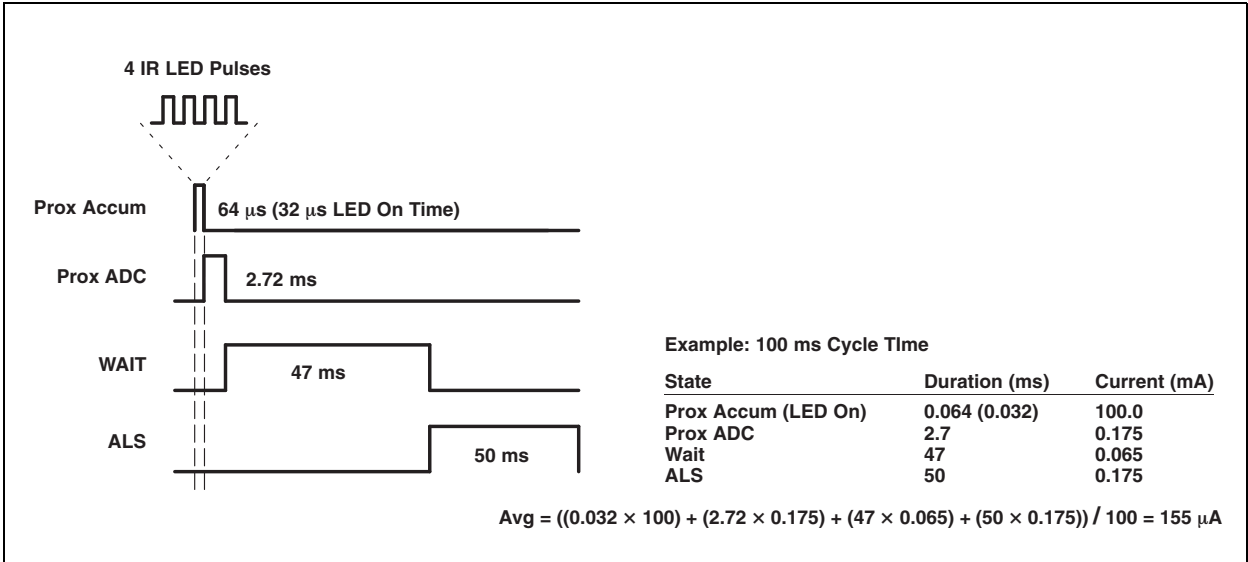 4 IR LED Pulses
Prox Accum
64 μs (32 μs LED On Time)
Prox ADC
2.72 ms
WAIT
47 ms
ALS
50 ms
Example: 100 ms Cycle TIme
State Duration (ms) Current (mA)
Prox Accum (LED On) 0.064 (0.032) 100.0
Prox ADC 2.7 0.175
Wait 47 0.065
ALS 50 0.175
Avg = ((0.032 × 100) + (2.72 × 0.175) + (47 × 0.065) + (50 × 0.175)) / 100 = 155 μA